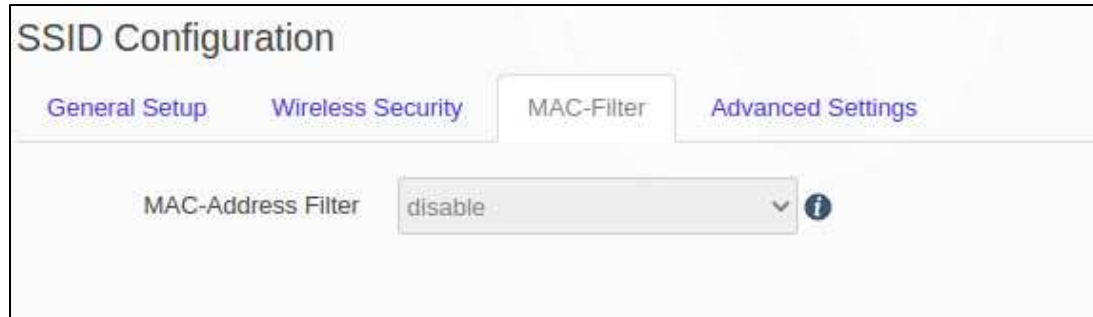 SSID Configuration
General Setup Wireless Security MAC-Filter Advanced Settings
MAC-Address Filter disable